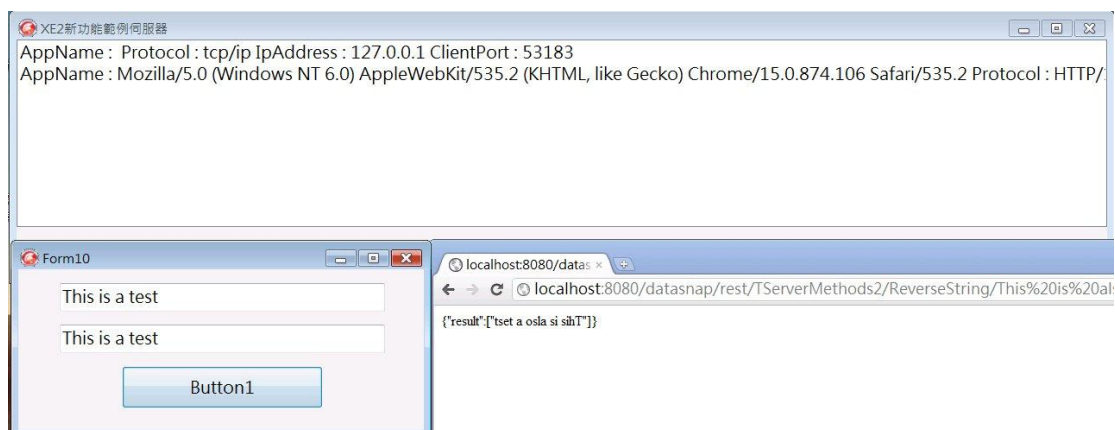 XE2新功能範例伺服器
AppName : Protocol : tcp/ip IpAddress : 127.0.0.1 ClientPort : 53183
AppName : Mozilla/5.0 (Windows NT 6.0) AppleWebKit/535.2 (KHTML, like Gecko) Chrome/15.0.874.106 Safari/535.2 Protocol : HTTP/
Form10
This is a test
This is a test
Button1
localhost:8080/datas
localhost:8080/datasnap/rest/TServerMethods2/ReverseString/This%20is%20al
{"result":["tset a osla si sihT"]}